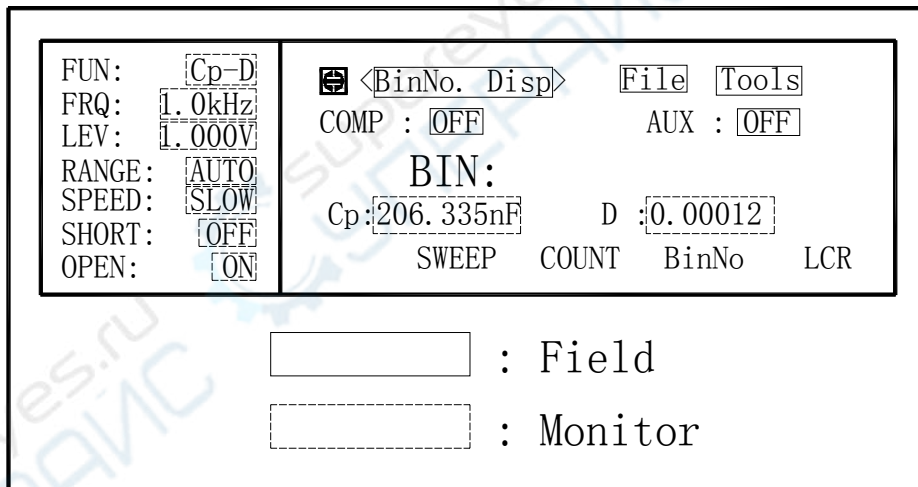 FUN: Cp-D
FRQ: 1.0kHz
LEV: 1.000V
RANGE: AUTO
SPEED: SLOW
SHORT: OFF
OPEN: ON
<BinNo. Disp> File Tools
COMP : OFF AUX : OFF
BIN:
Cp:206.335nF D :0.00012
SWEEP COUNT BinNo LCR
: Field
: Monitor